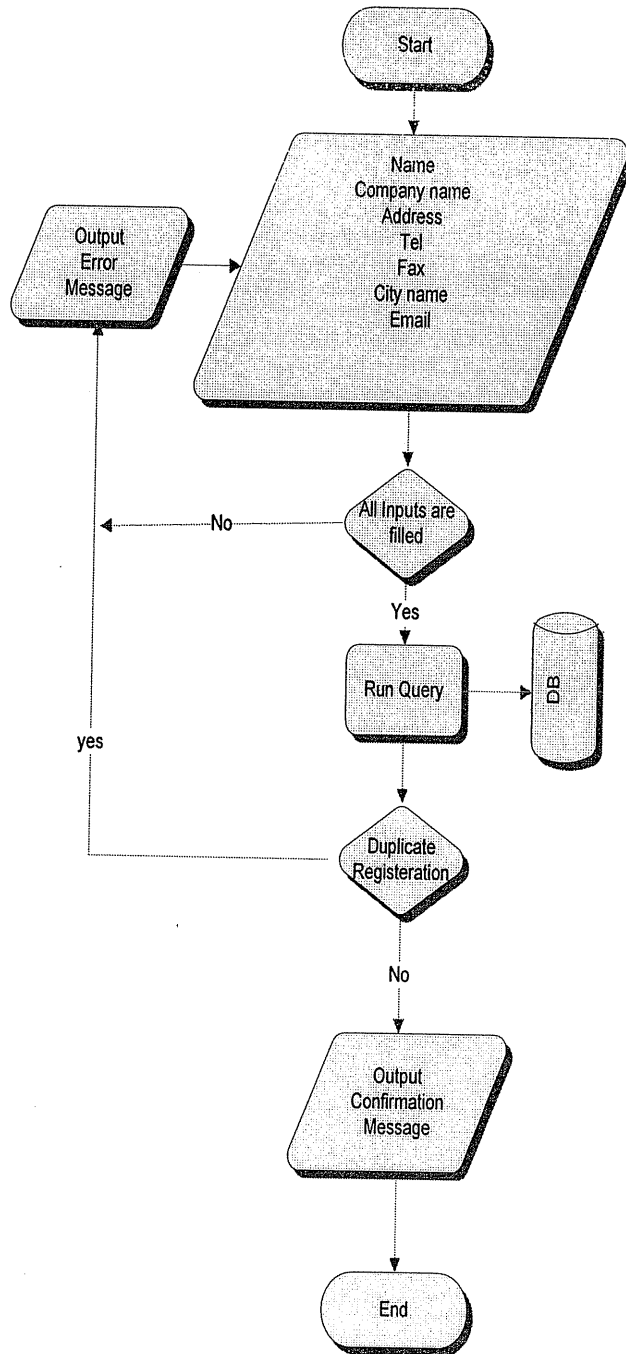 Start
Name
Company name
Address
Tel
Fax
City name
Email
Output
Error
Message
All Inputs are
filled
No
Yes
Run Query
DB
yes
Duplicate
Registeration
No
Output
Confirmation
Message
End